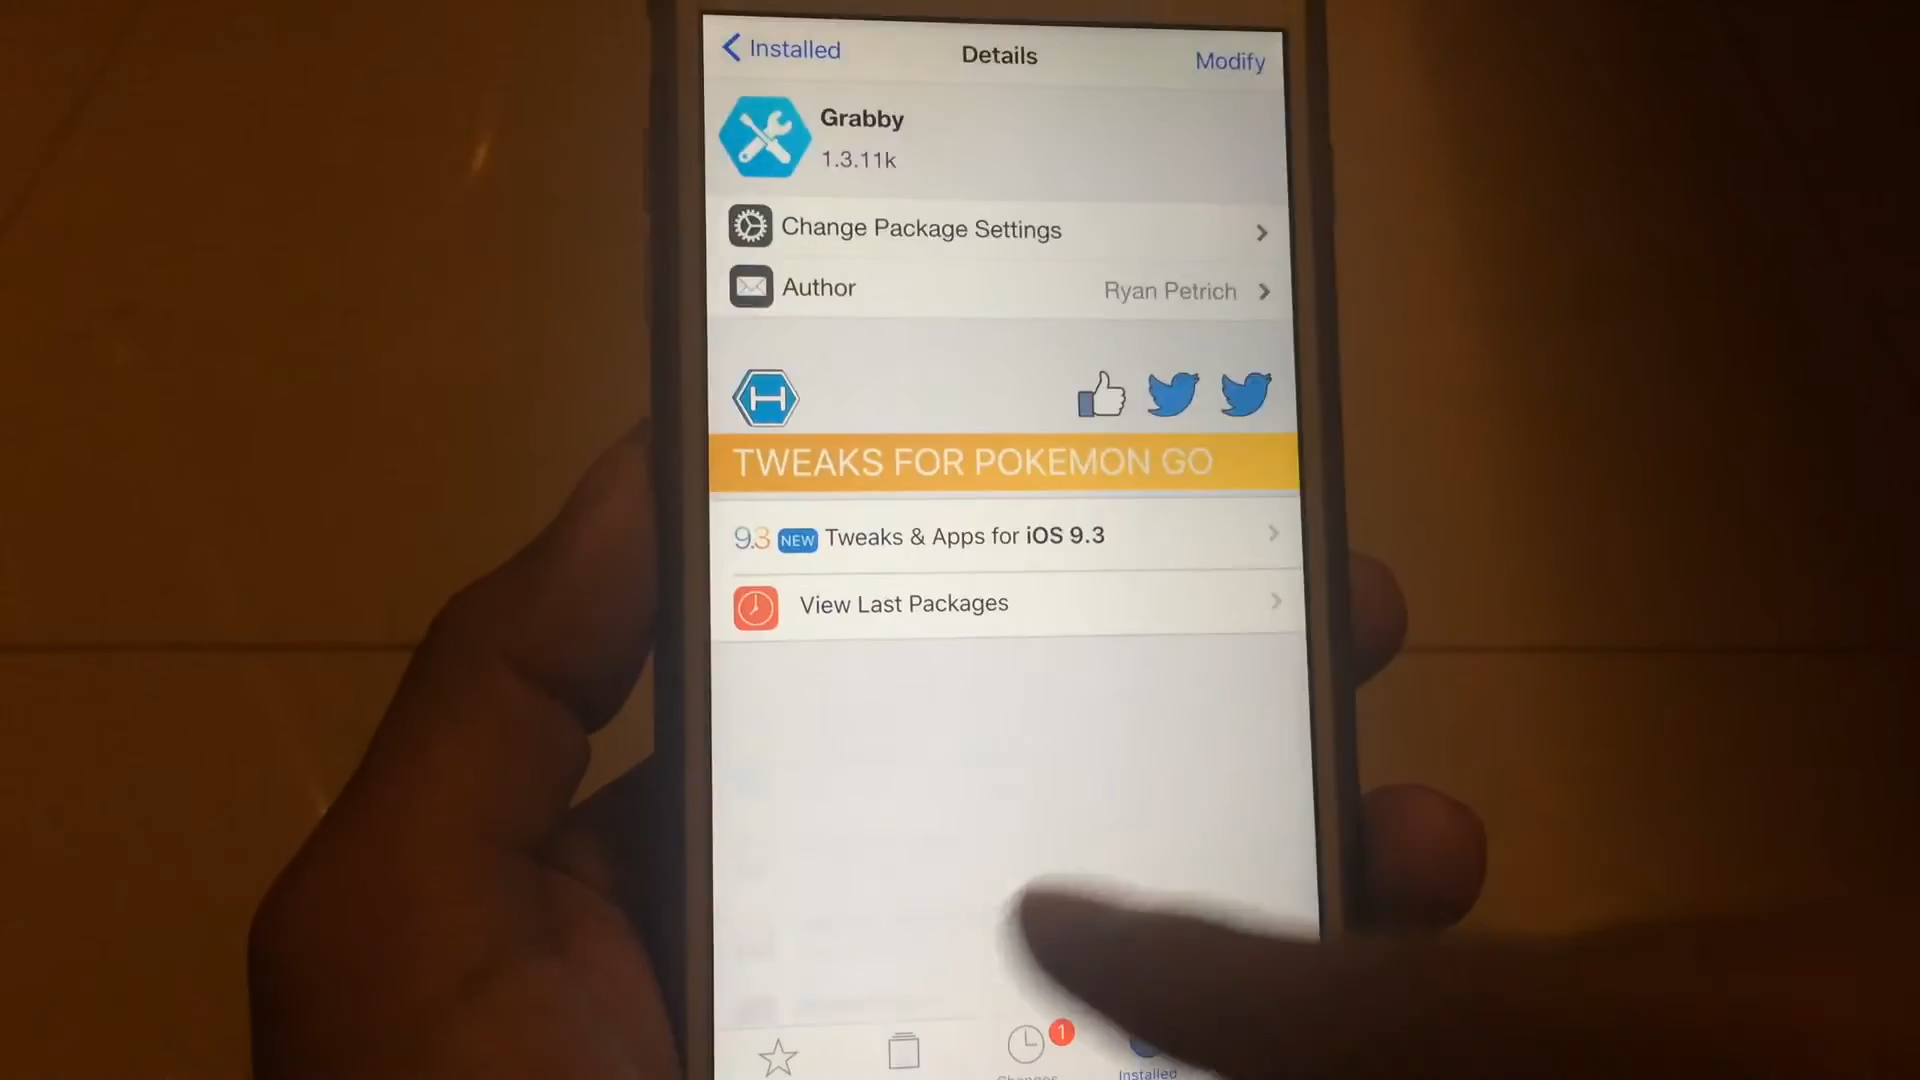 Installed
Details
Modify
Grabby
1.3.11k
Change Package Settings
Author
Ryan Petrich
H
TWEAKS FOR POKEMON GO
9.3 NEW Tweaks & Apps for iOS 9.3
View Last Packages
1
Changes
Installed